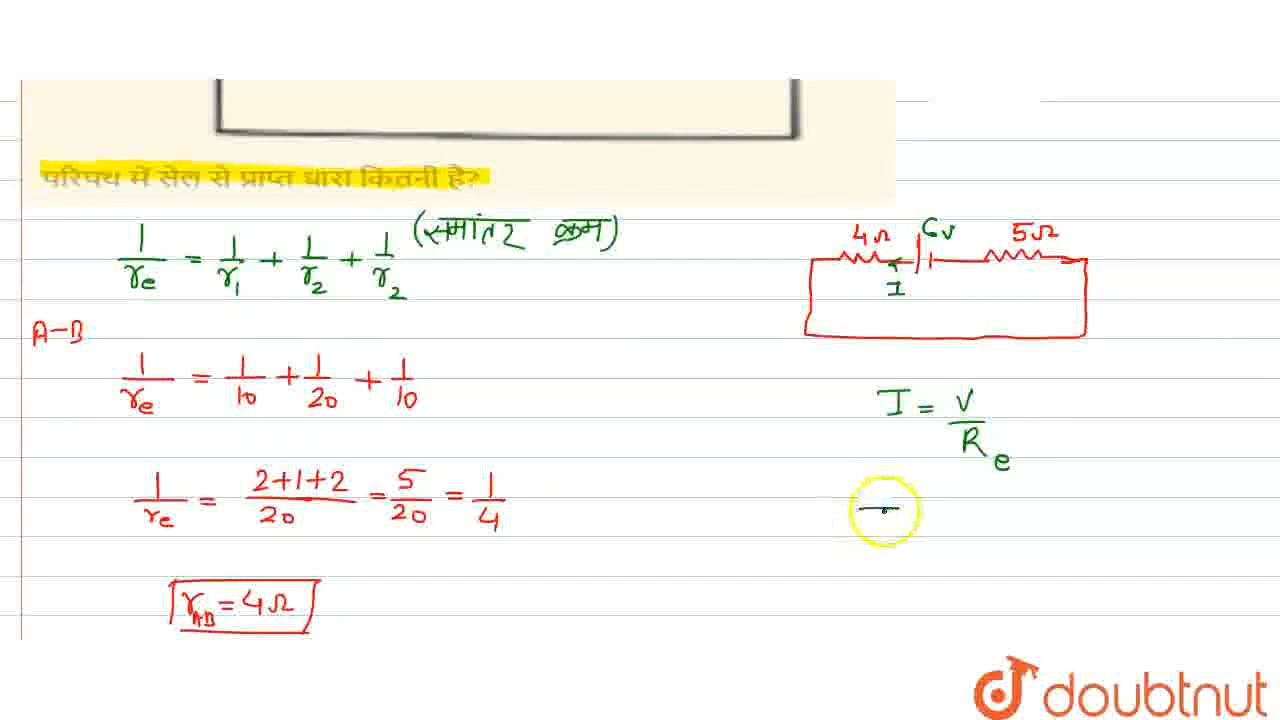 परिपथ में सेल से प्राप्त धारा कितनी है?
1/rₑ = 1/r₁ + 1/r₂ + 1/r₂ (समांतर क्रम)
A-B
1/rₑ = 1/10 + 1/20 + 1/10
1/rₑ = 2+1+2/20 = 5/20 = 1/4
r_AB = 4Ω
4Ω 6v 5Ω
I
I = V/Rₑ
doubtnut